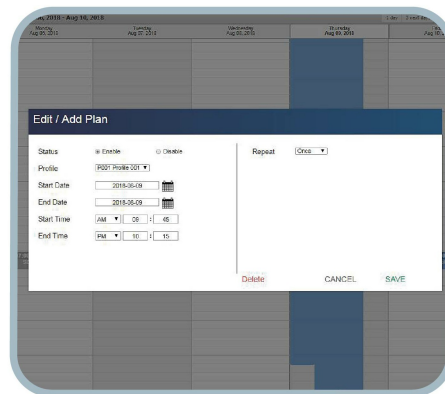 2018 - Aug 10, 2018
Monday Tuesday Wednesday Thursday
Aug 07, 2018 Aug 08, 2018 Aug 09, 2018
Edit / Add Plan
Status Enable Disable Repeat Once
Profile P001 Profile 001
Start Date 2018-08-09
End Date 2018-08-09
Start Time AM 09 : 45
End Time PM 10 : 15
Delete CANCEL SAVE